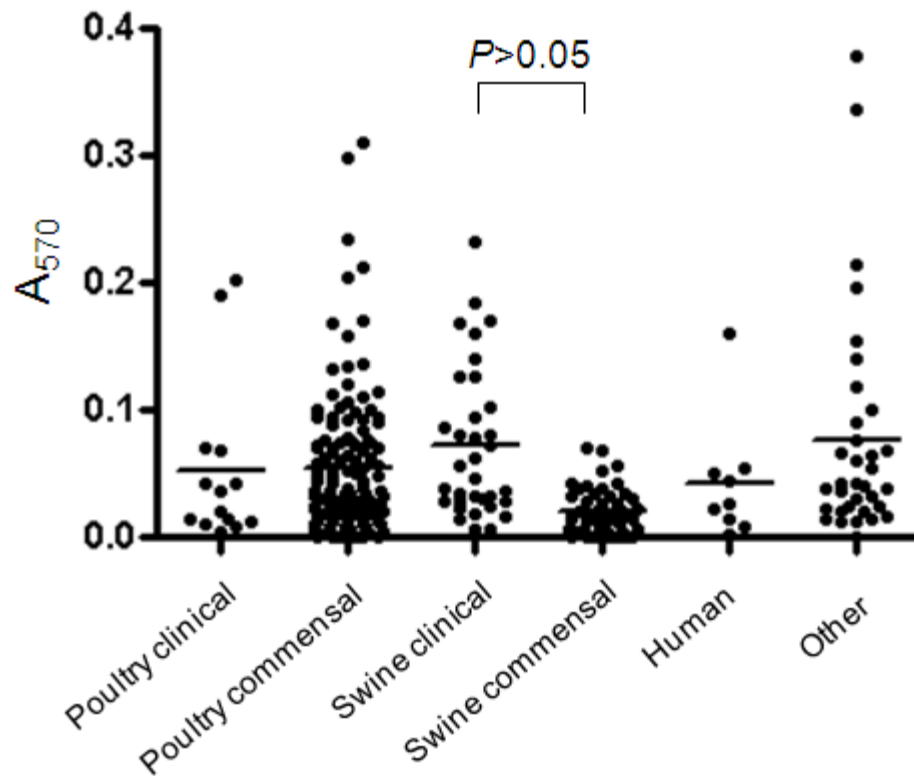 0.4
P>0.05
0.3
A570
0.2
0.1
0.0
Poultry clinical
Poultry commensal
Swine clinical
Swine commensal
Human
Other